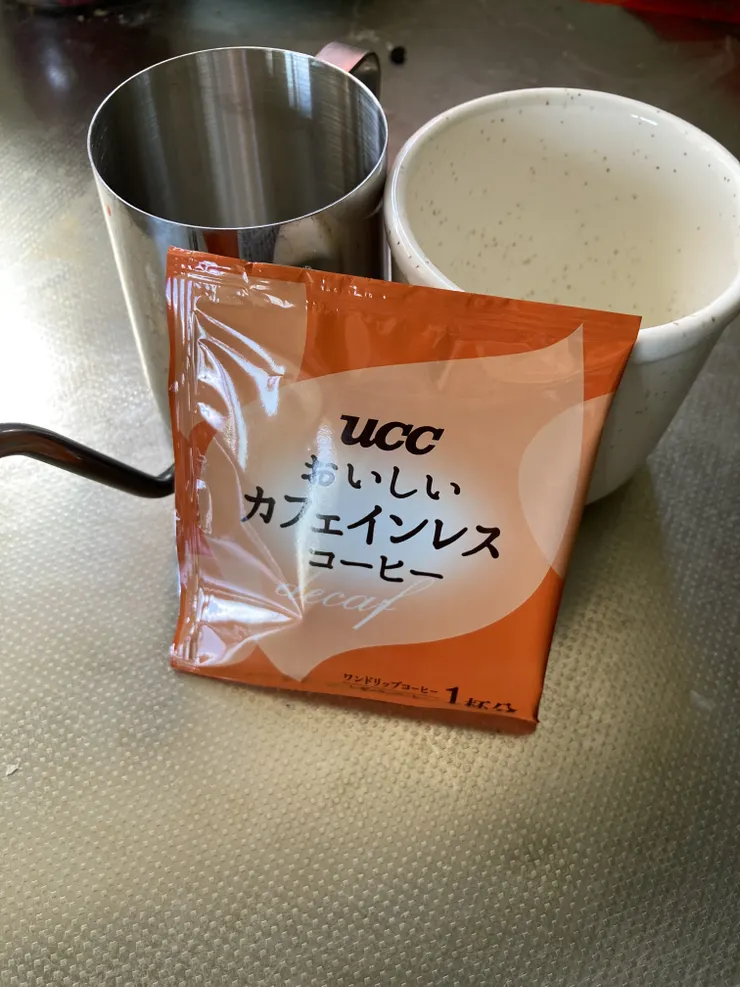 UCC
おいしい
カフェインレス
コーヒー
decaf
ワンドリップコーヒー 1杯分